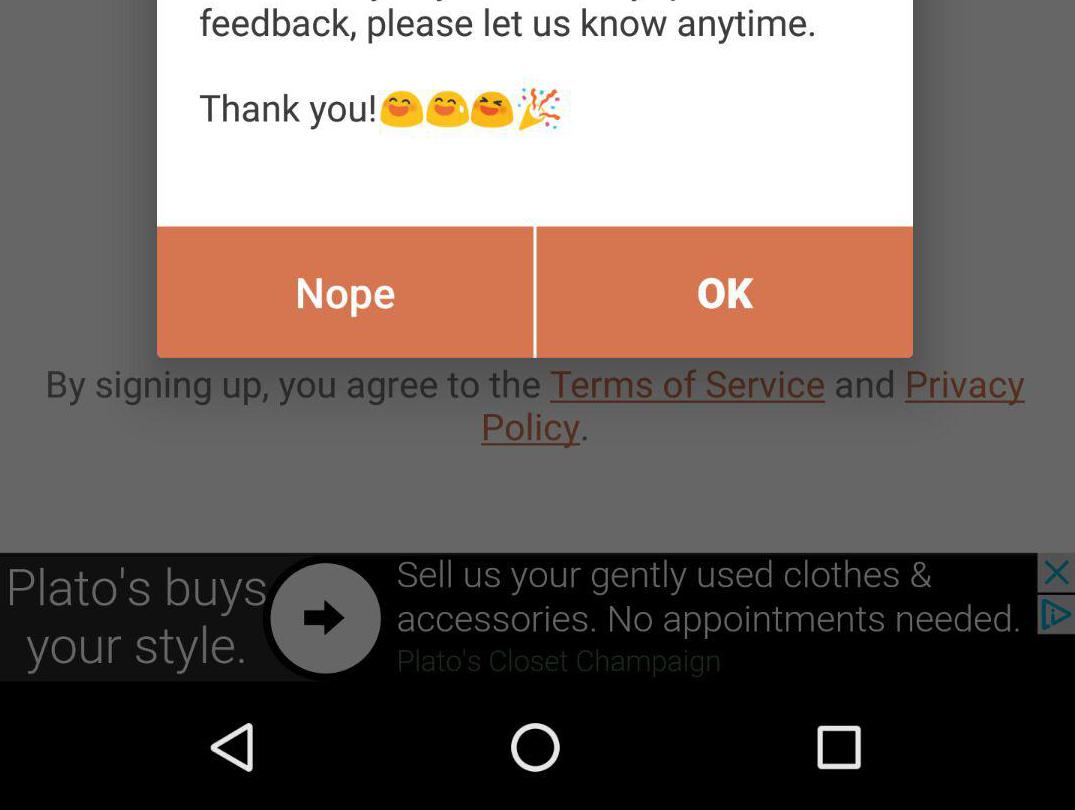 feedback, please let us know anytime.
Thank you!😄😅😆🎉
Nope
OK
By signing up, you agree to the Terms of Service and Privacy
Policy.
Plato's buys
your style.
Sell us your gently used clothes &
accessories. No appointments needed.
Plato's Closet Champaign